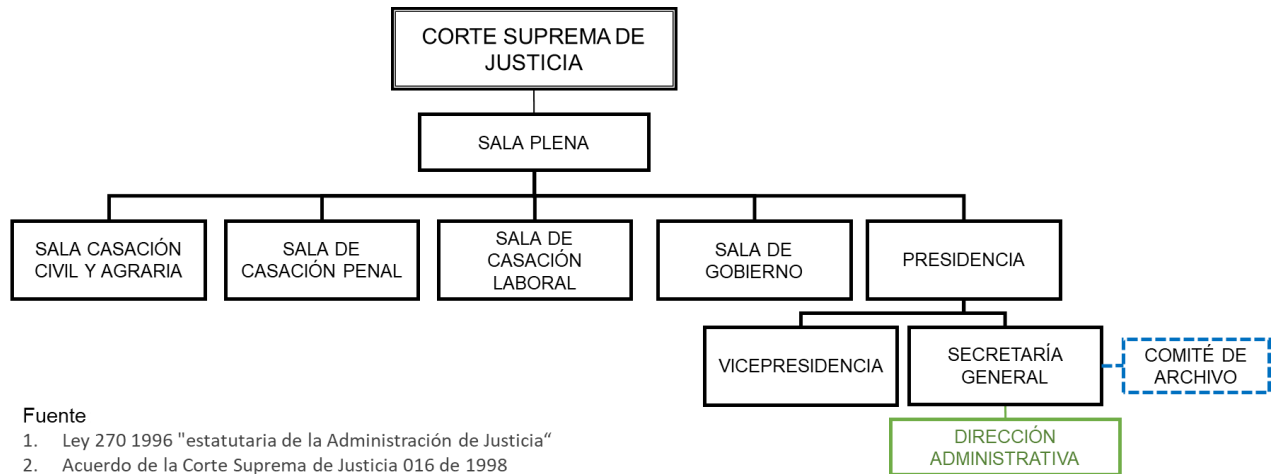 CORTE SUPREMA DE
JUSTICIA
SALA PLENA
SALA CASACIÓN
CIVIL Y AGRARIA
SALA DE
CASACIÓN PENAL
SALA DE
CASACIÓN
LABORAL
SALA DE
GOBIERNO
PRESIDENCIA
VICEPRESIDENCIA
SECRETARÍA
GENERAL
COMITÉ DE
ARCHIVO
DIRECCIÓN
ADMINISTRATIVA
Fuente
1. Ley 270 1996 "estatutaria de la Administración de Justicia“
2. Acuerdo de la Corte Suprema de Justicia 016 de 1998